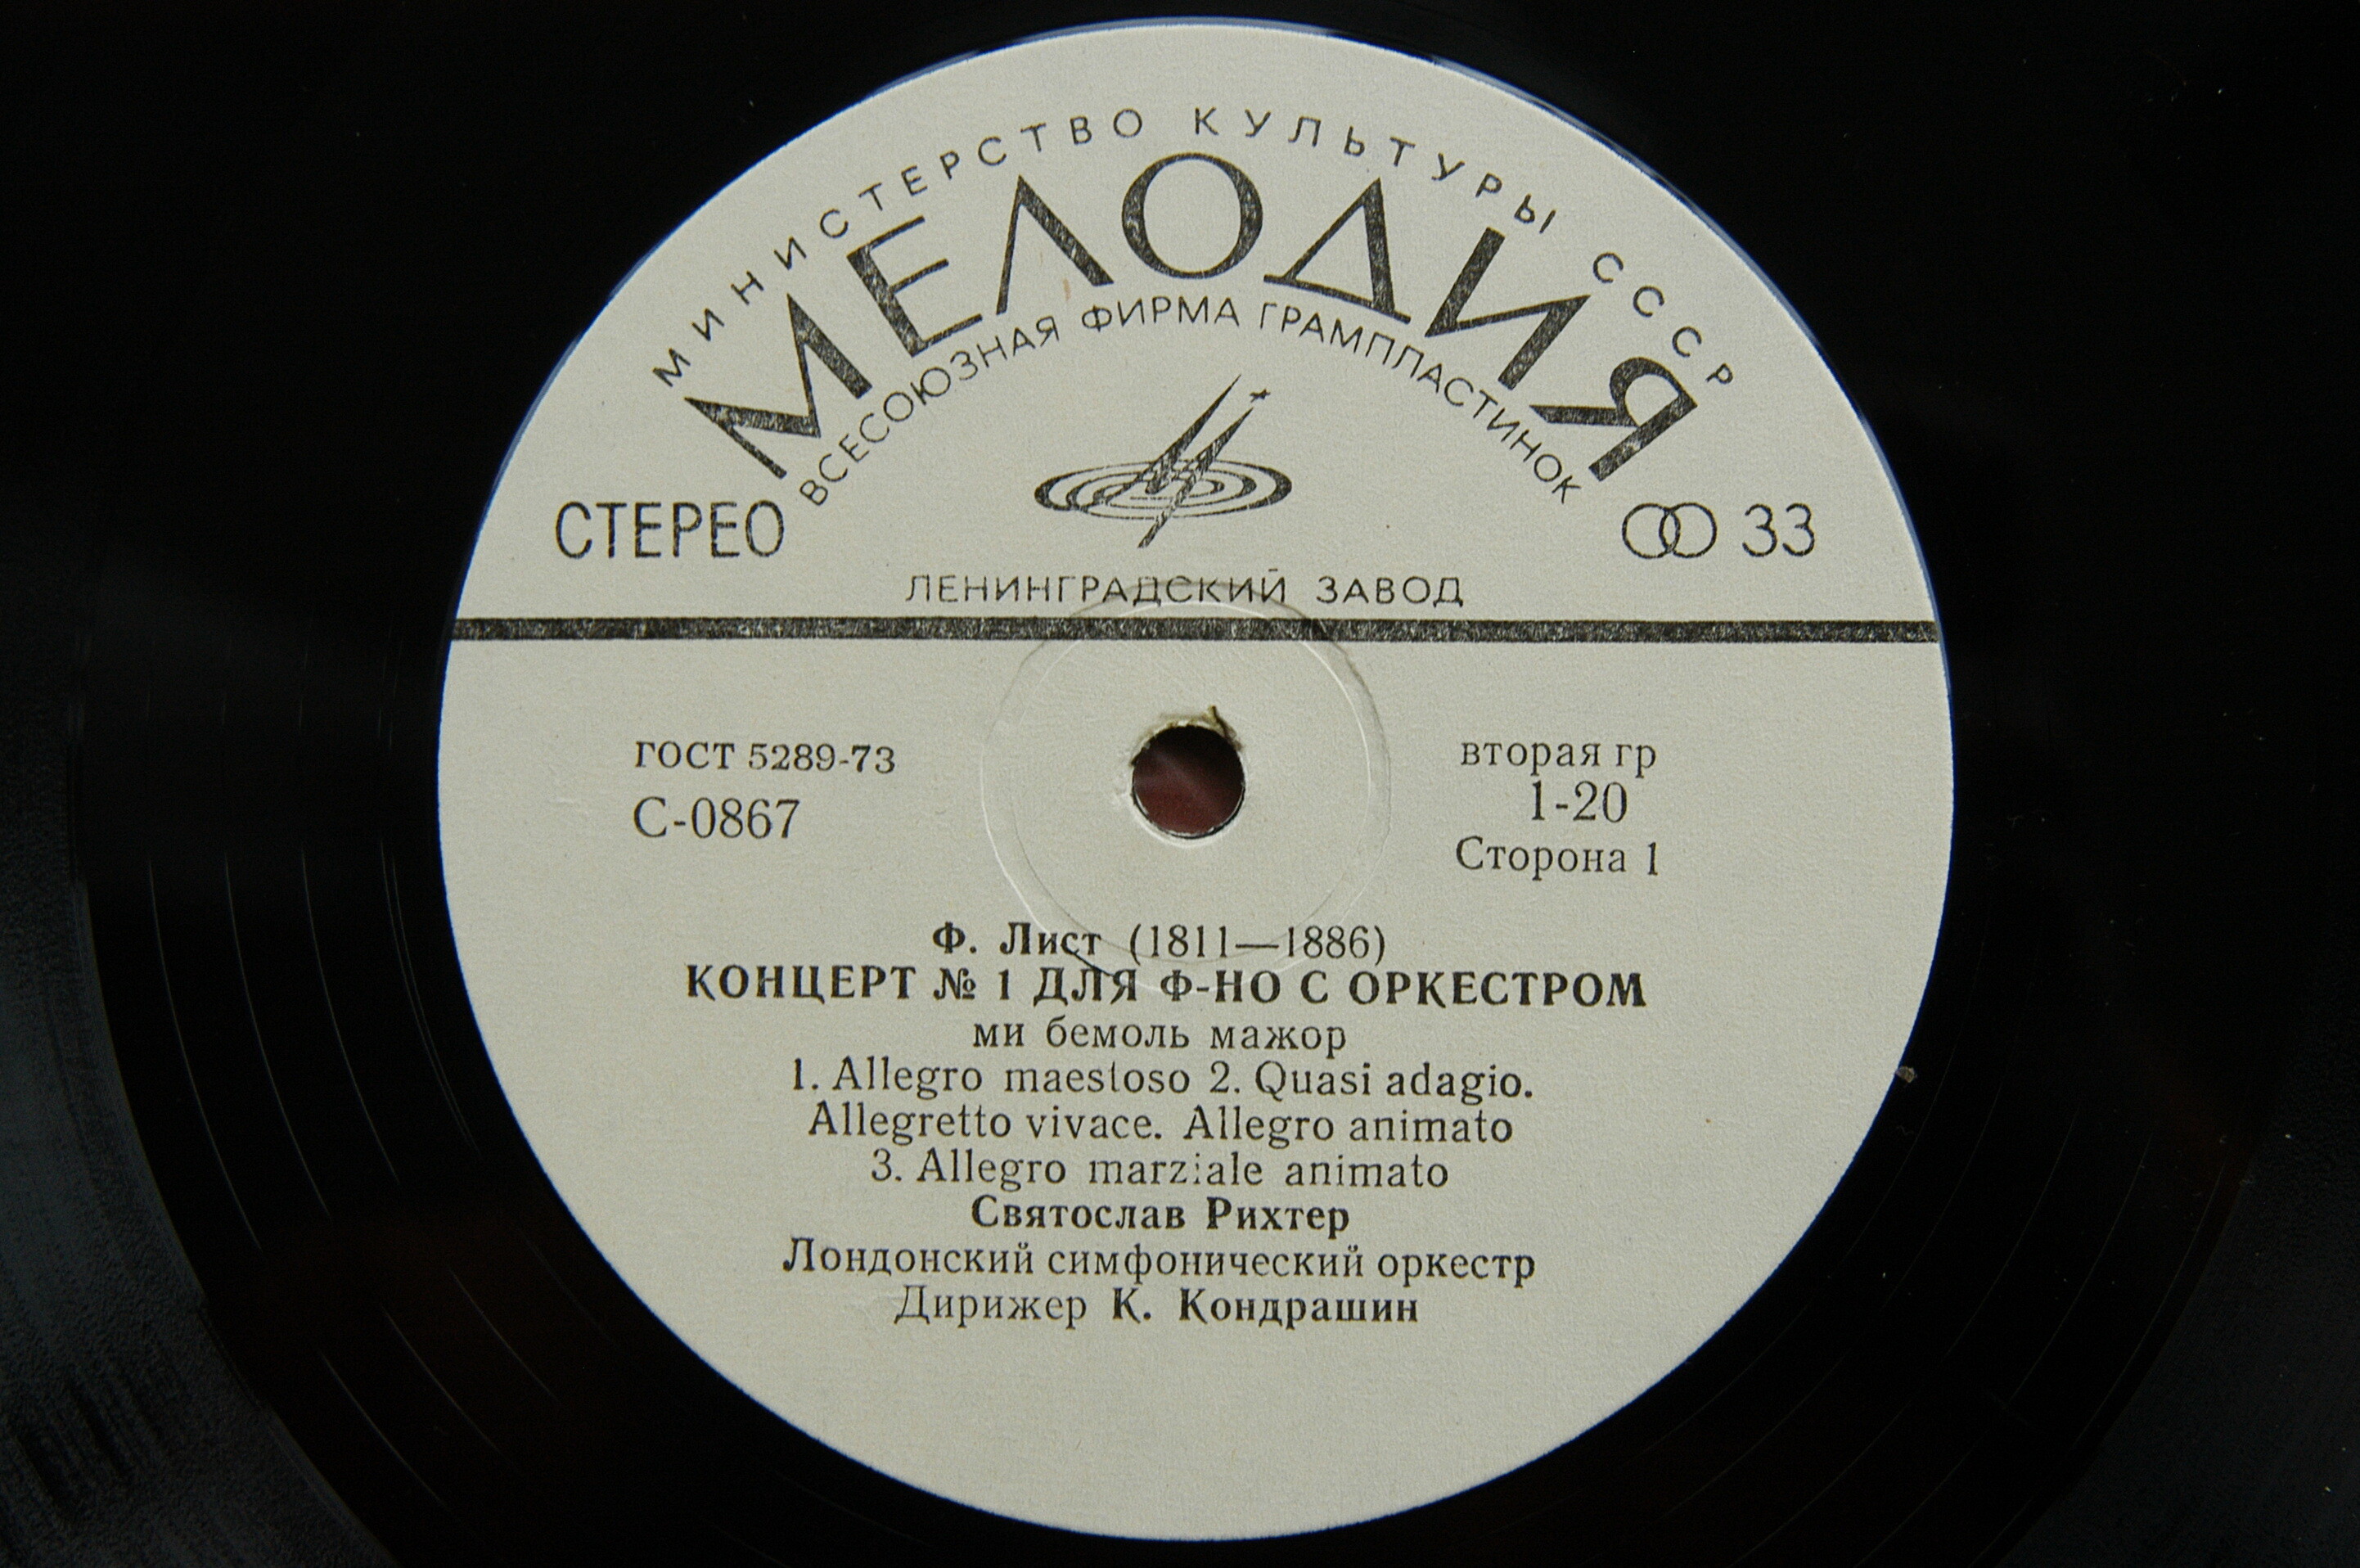 МИНИСТЕРСТВО КУЛЬТУРЫ СССР
МЕЛОДИЯ
ВСЕСОЮЗНАЯ ФИРМА ГРАМПЛАСТИНОК
СТЕРЕО
33
ЛЕНИНГРАДСКИЙ ЗАВОД
ГОСТ 5289-73
С-0867
вторая гр
1-20
Сторона 1
Ф. Лист (1811—1886)
КОНЦЕРТ № 1 ДЛЯ Ф-НО С ОРКЕСТРОМ
ми бемоль мажор
1. Allegro maestoso 2. Quasi adagio.
Allegretto vivace. Allegro animato
3. Allegro marziale animato
Святослав Рихтер
Лондонский симфонический оркестр
Дирижер К. Кондрашин